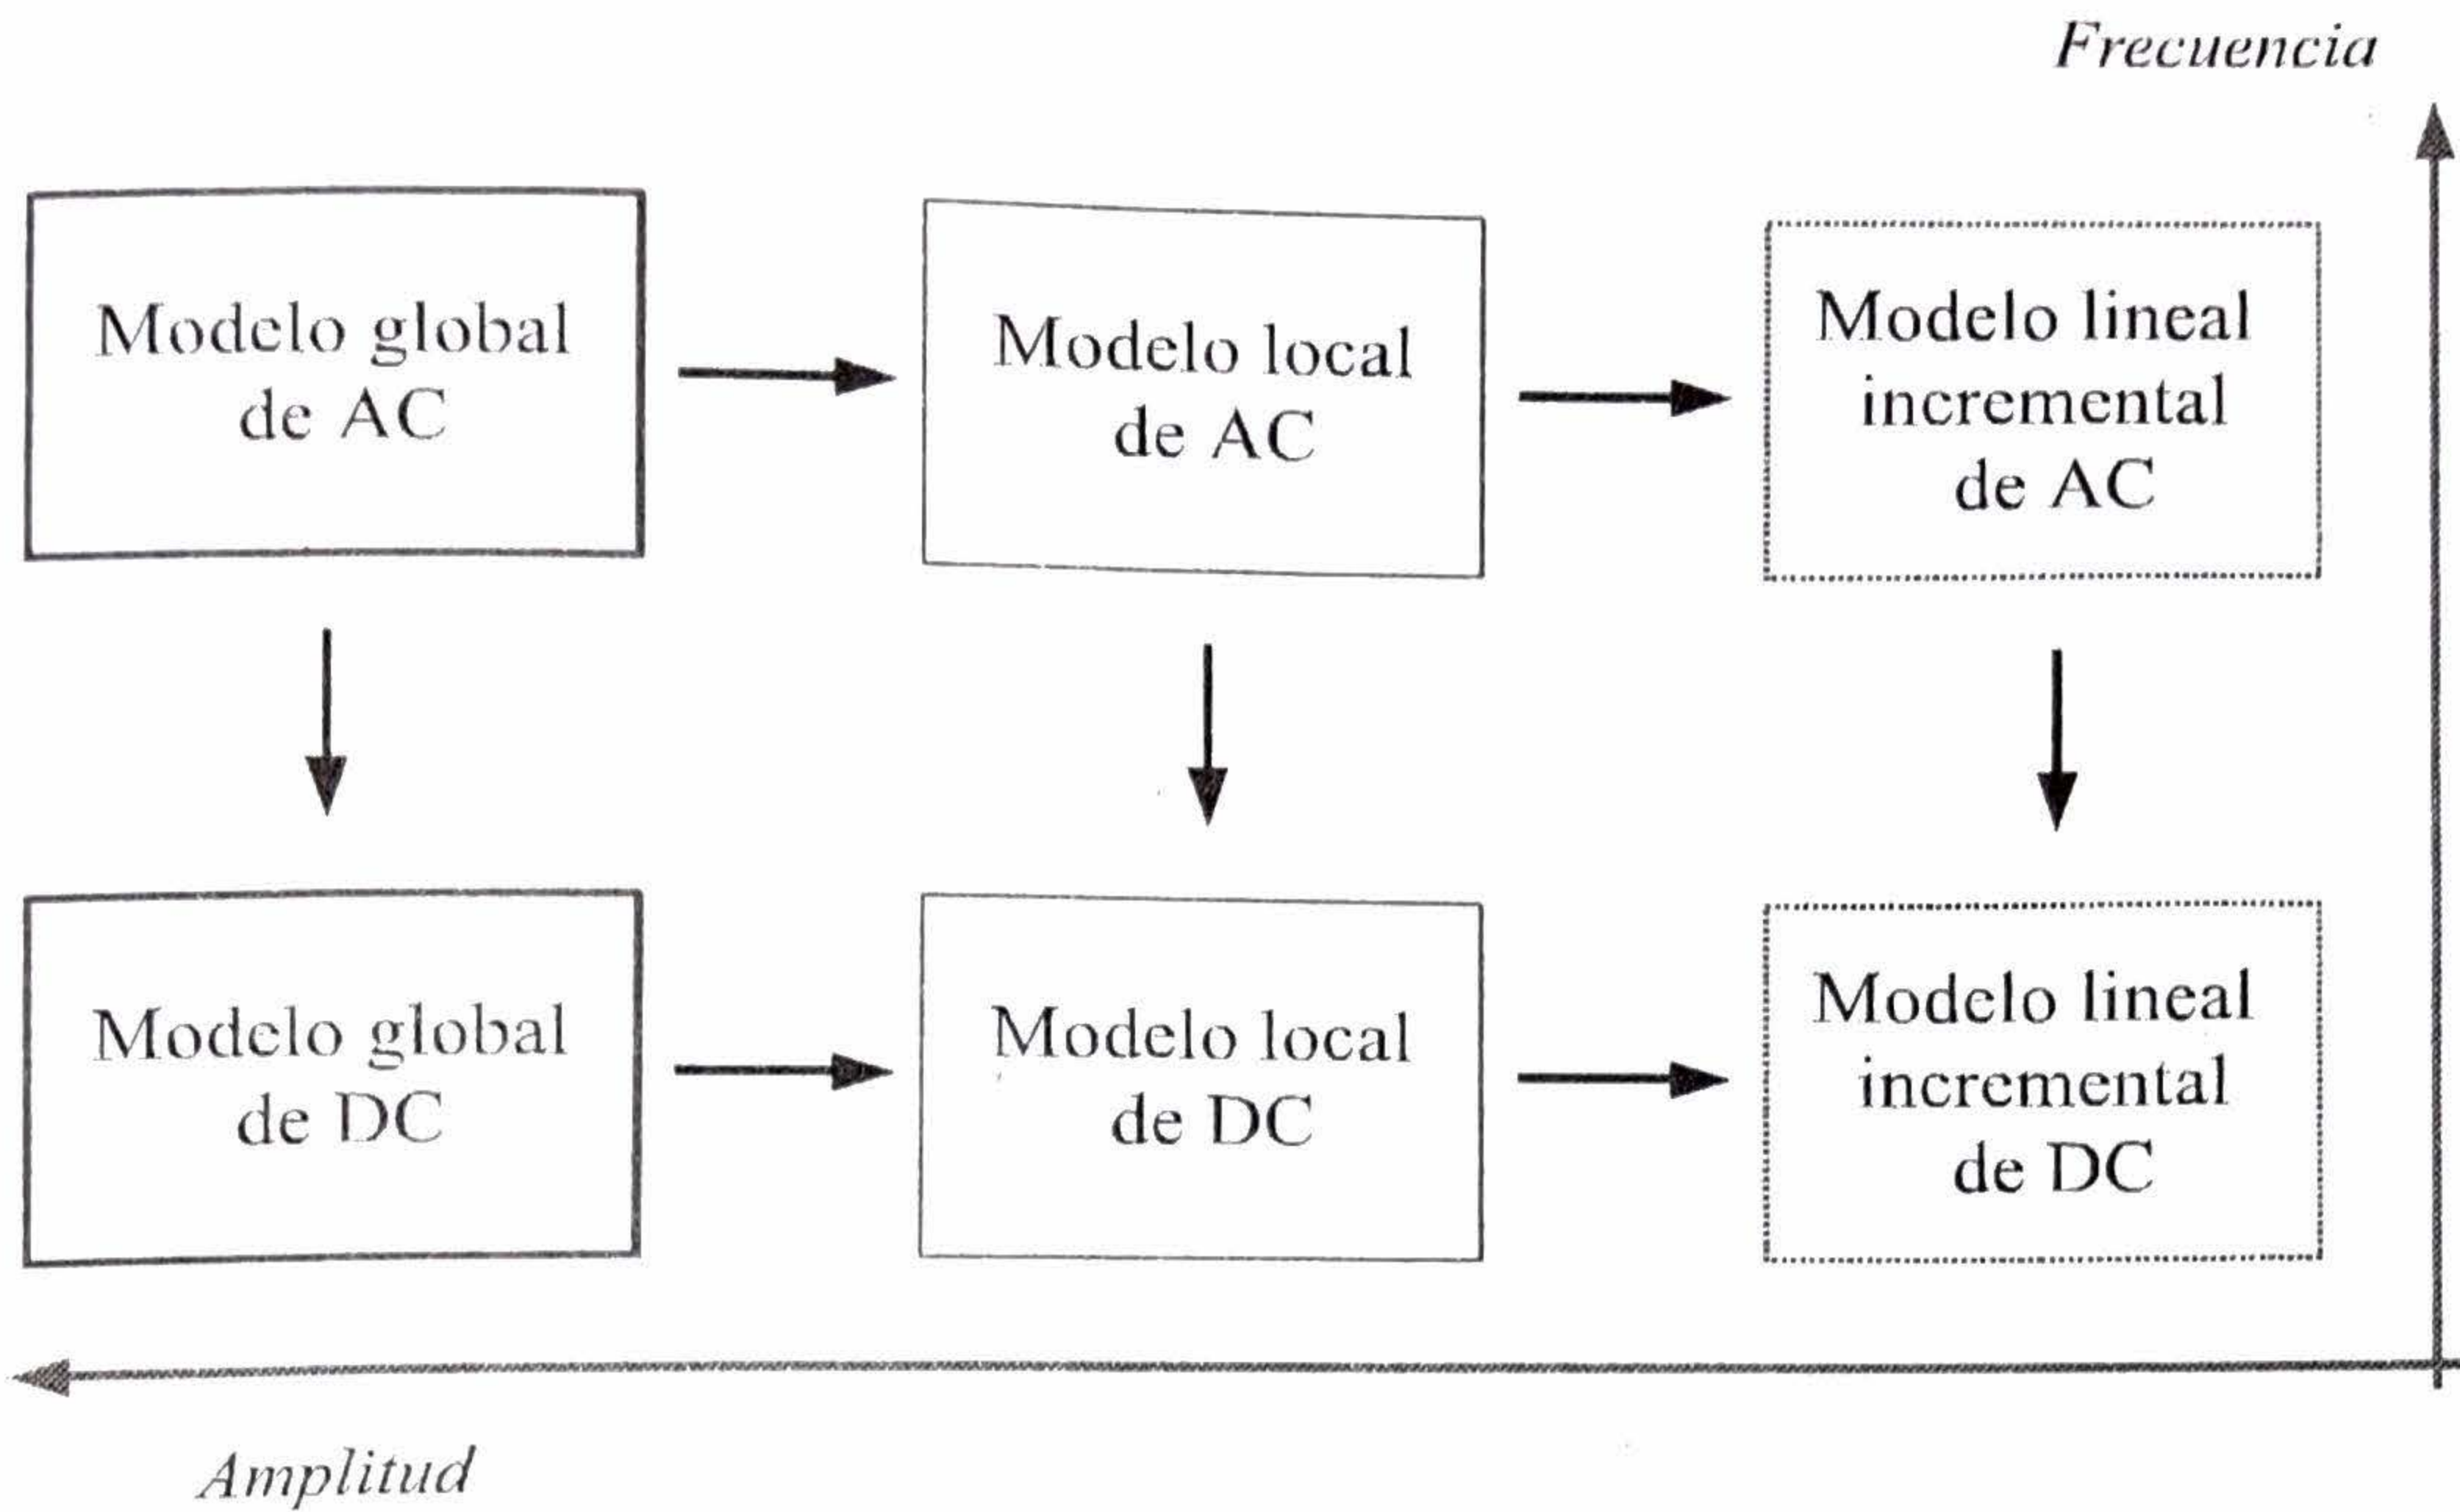 Frecuencia
Modelo global
de AC
Modelo local
de AC
Modelo lineal
incremental
de AC
Modelo global
de DC
Modelo local
de DC
Modelo lineal
incremental
de DC
Amplitud